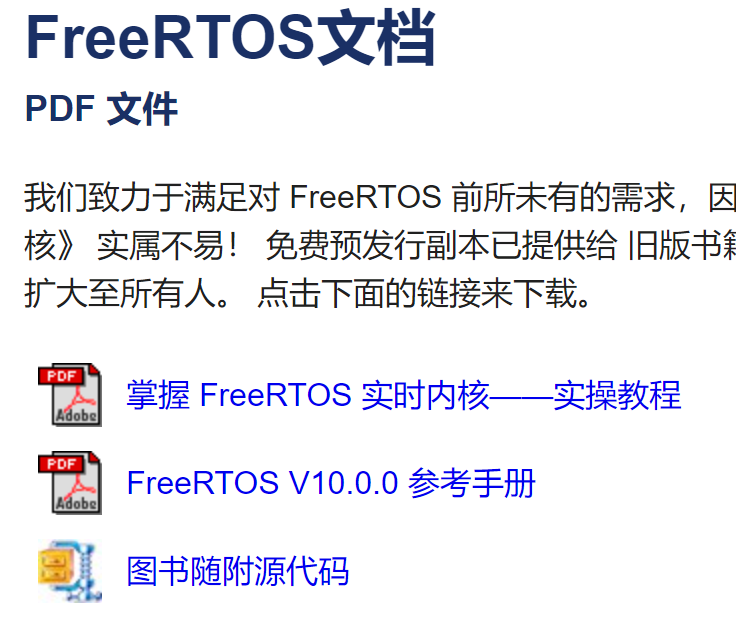 FreeRTOS文档
PDF 文件
我们致力于满足对 FreeRTOS 前所未有的需求，因
核》 实属不易！ 免费预发行副本已提供给 旧版书籍
扩大至所有人。 点击下面的链接来下载。
PDF
Adobe
掌握 FreeRTOS 实时内核——实操教程
PDF
Adobe
FreeRTOS V10.0.0 参考手册
图书随附源代码